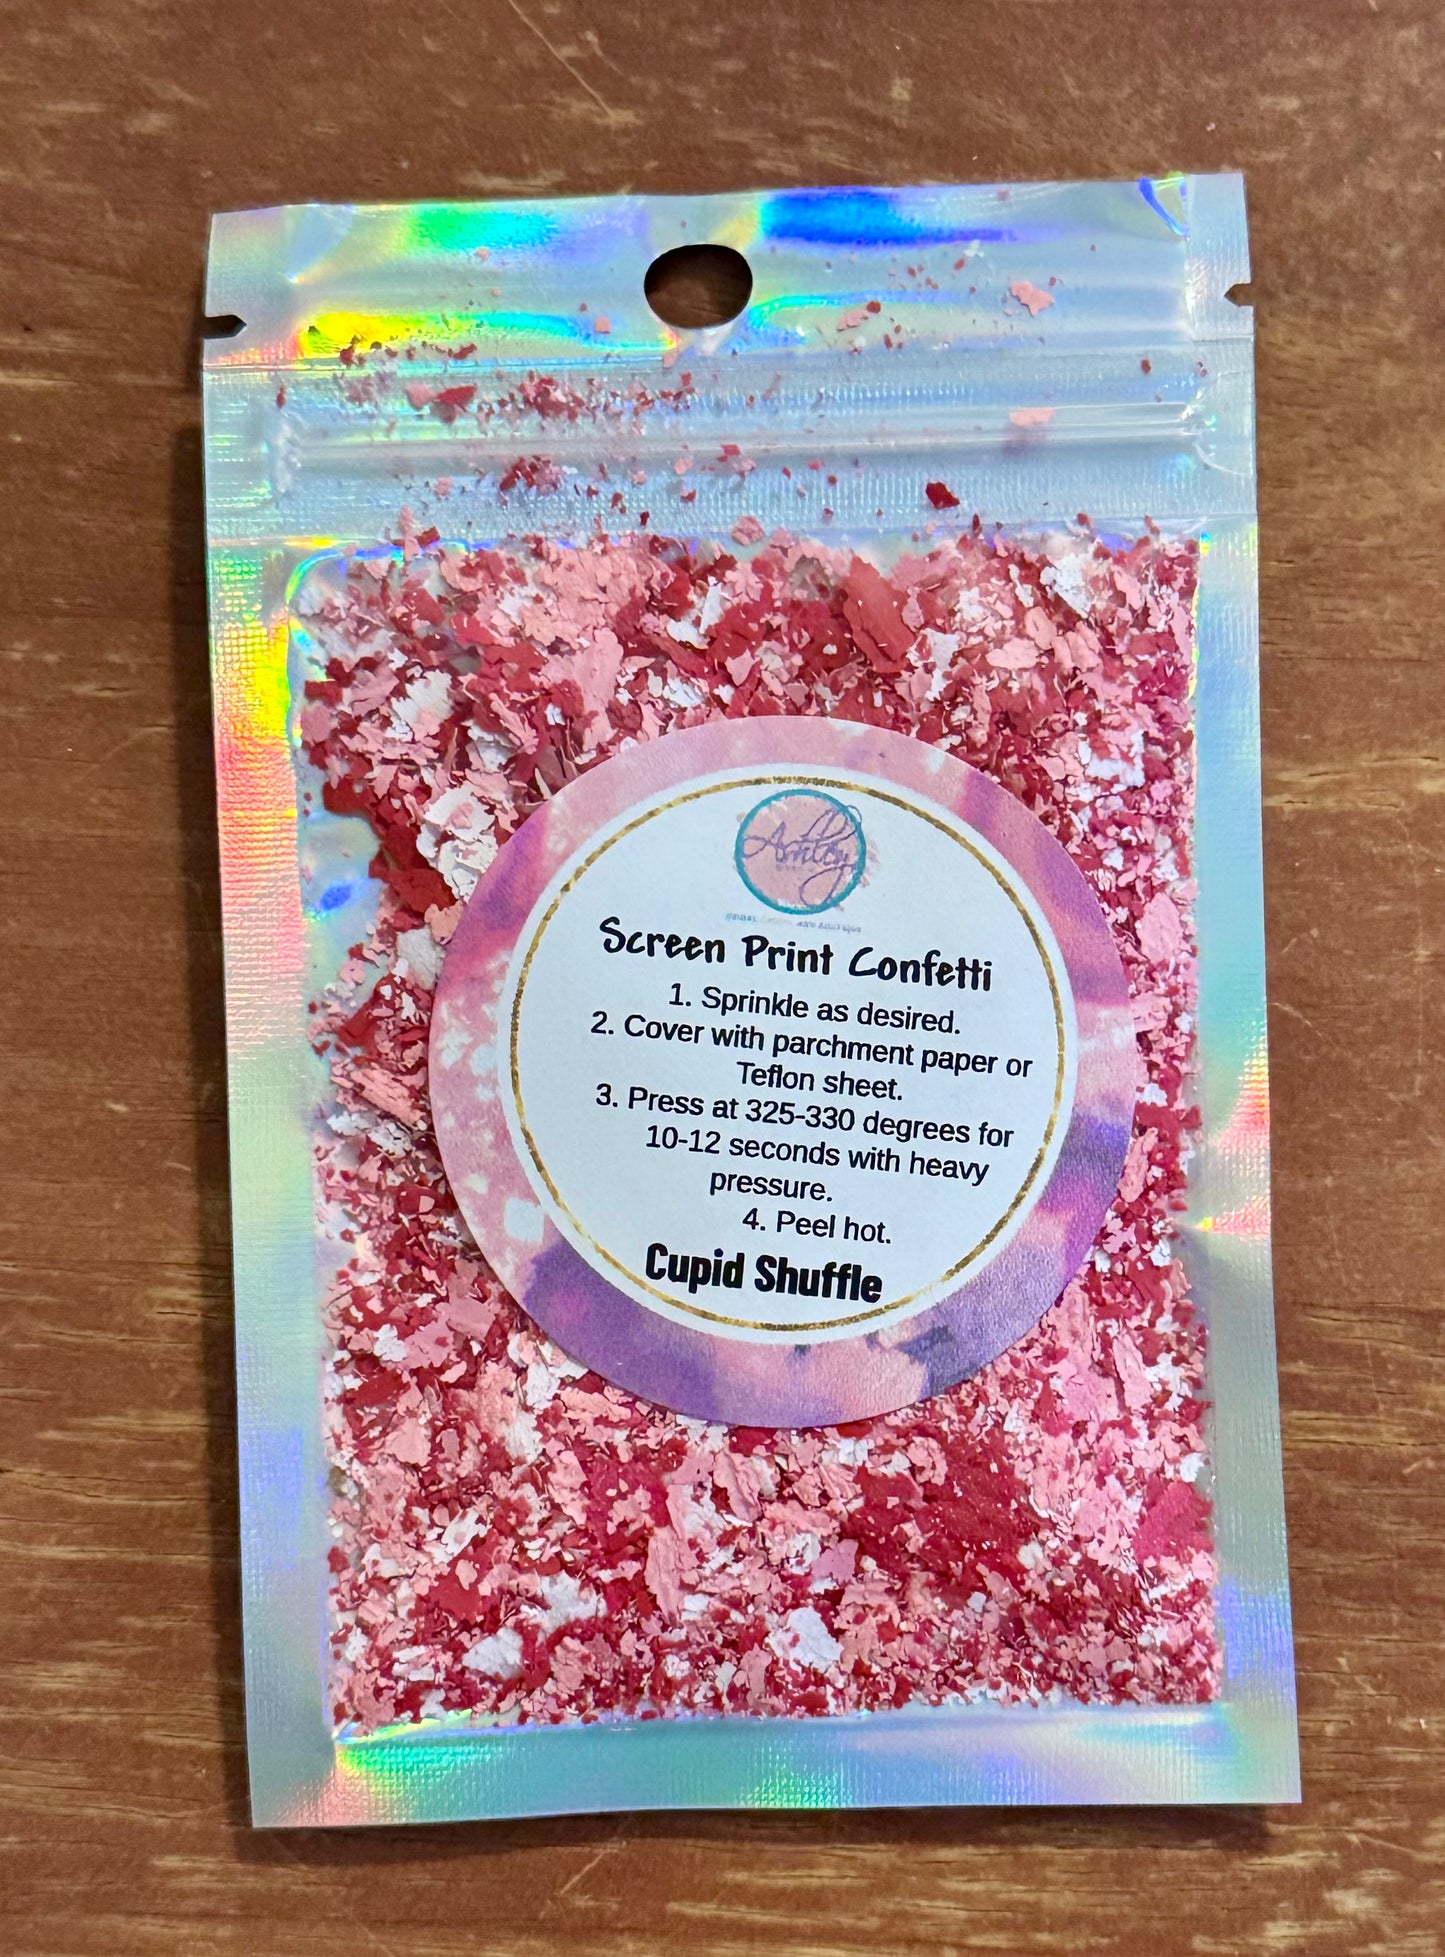 Ashley
Screen Print Confetti
1. Sprinkle as desired.
2. Cover with parchment paper or
Teflon sheet.
3. Press at 325-330 degrees for
10-12 seconds with heavy
pressure.
4. Peel hot.
Cupid Shuffle